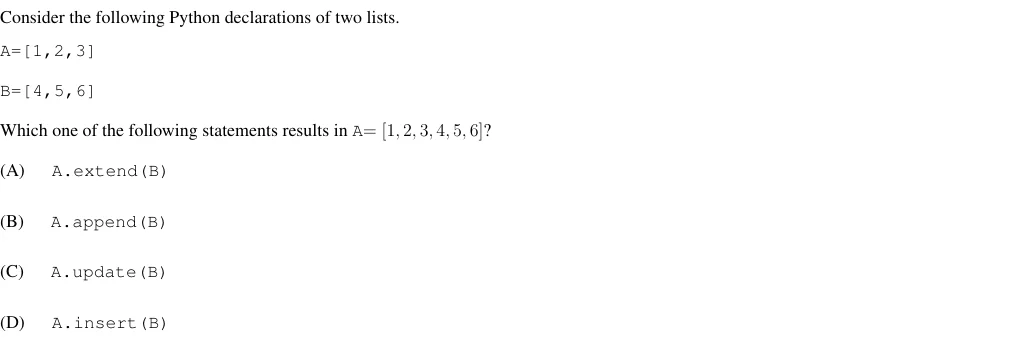 Consider the following Python declarations of two lists.
A=[1,2,3]
B=[4,5,6]
Which one of the following statements results in A= [1, 2, 3, 4, 5, 6]?
(A) A.extend(B)
(B) A.append(B)
(C) A.update(B)
(D) A.insert(B)